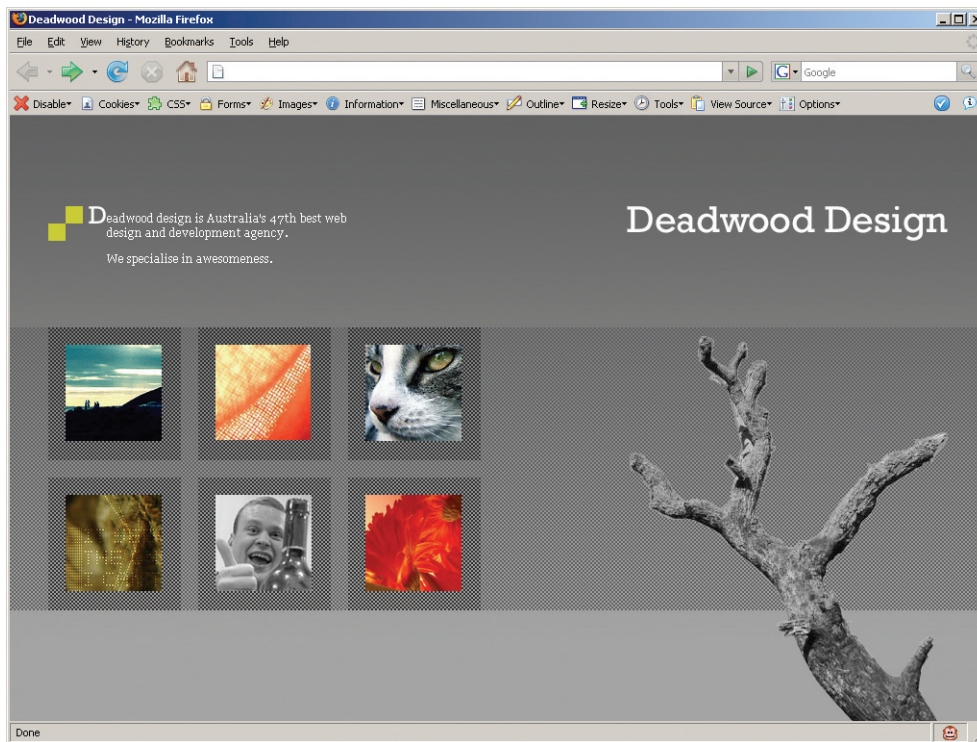 Deadwood Design - Mozilla Firefox
File Edit View History Bookmarks Tools Help
G Google
Disable Cookies CSS Forms Images Information Miscellaneous Outline Resize Tools View Source Options
Deadwood design is Australia's 47th best web
design and development agency.
We specialise in awesomeness.
Deadwood Design
Done